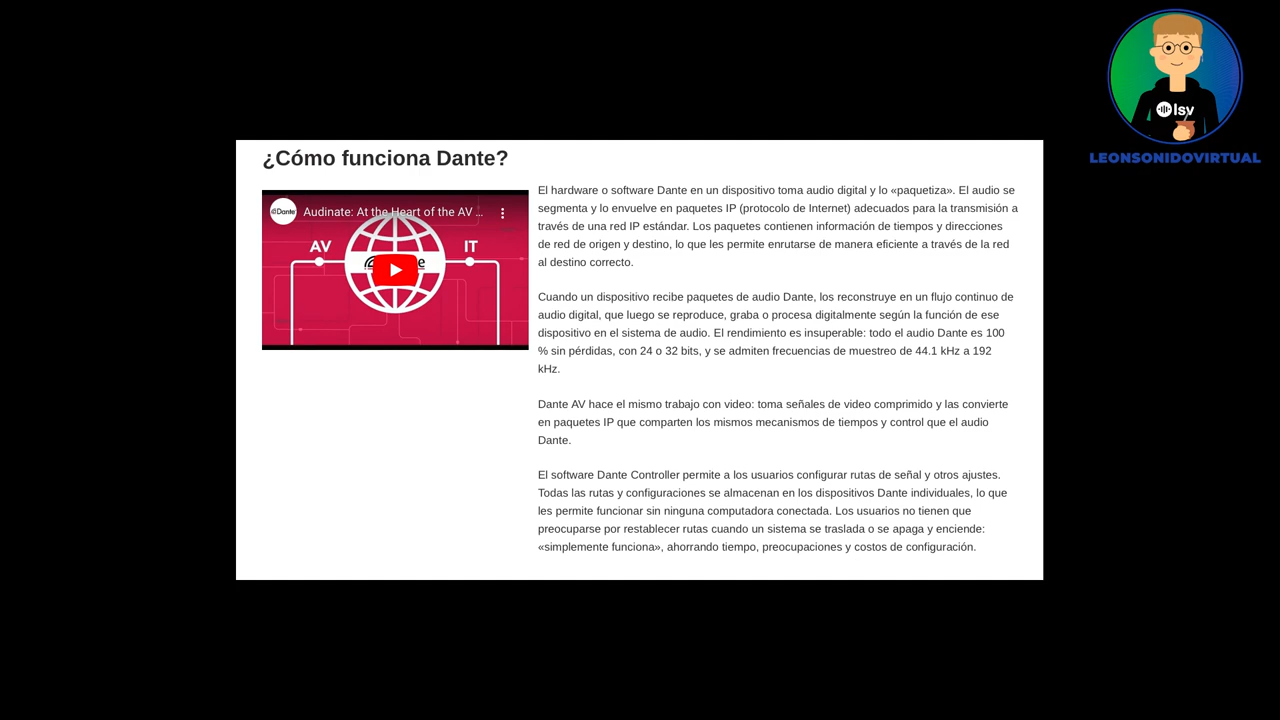 lsv
LEONSONIDOVIRTUAL
¿Cómo funciona Dante?
Dante
Audinate: At the Heart of the AV ...
AV
IT
El hardware o software Dante en un dispositivo toma audio digital y lo «paquetiza». El audio se
segmenta y lo envuelve en paquetes IP (protocolo de Internet) adecuados para la transmisión a
través de una red IP estándar. Los paquetes contienen información de tiempos y direcciones
de red de origen y destino, lo que les permite enrutarse de manera eficiente a través de la red
al destino correcto.
Cuando un dispositivo recibe paquetes de audio Dante, los reconstruye en un flujo continuo de
audio digital, que luego se reproduce, graba o procesa digitalmente según la función de ese
dispositivo en el sistema de audio. El rendimiento es insuperable: todo el audio Dante es 100
% sin pérdidas, con 24 o 32 bits, y se admiten frecuencias de muestreo de 44.1 kHz a 192
kHz.
Dante AV hace el mismo trabajo con video: toma señales de video comprimido y las convierte
en paquetes IP que comparten los mismos mecanismos de tiempos y control que el audio
Dante.
El software Dante Controller permite a los usuarios configurar rutas de señal y otros ajustes.
Todas las rutas y configuraciones se almacenan en los dispositivos Dante individuales, lo que
les permite funcionar sin ninguna computadora conectada. Los usuarios no tienen que
preocuparse por restablecer rutas cuando un sistema se traslada o se apaga y enciende:
«simplemente funciona», ahorrando tiempo, preocupaciones y costos de configuración.